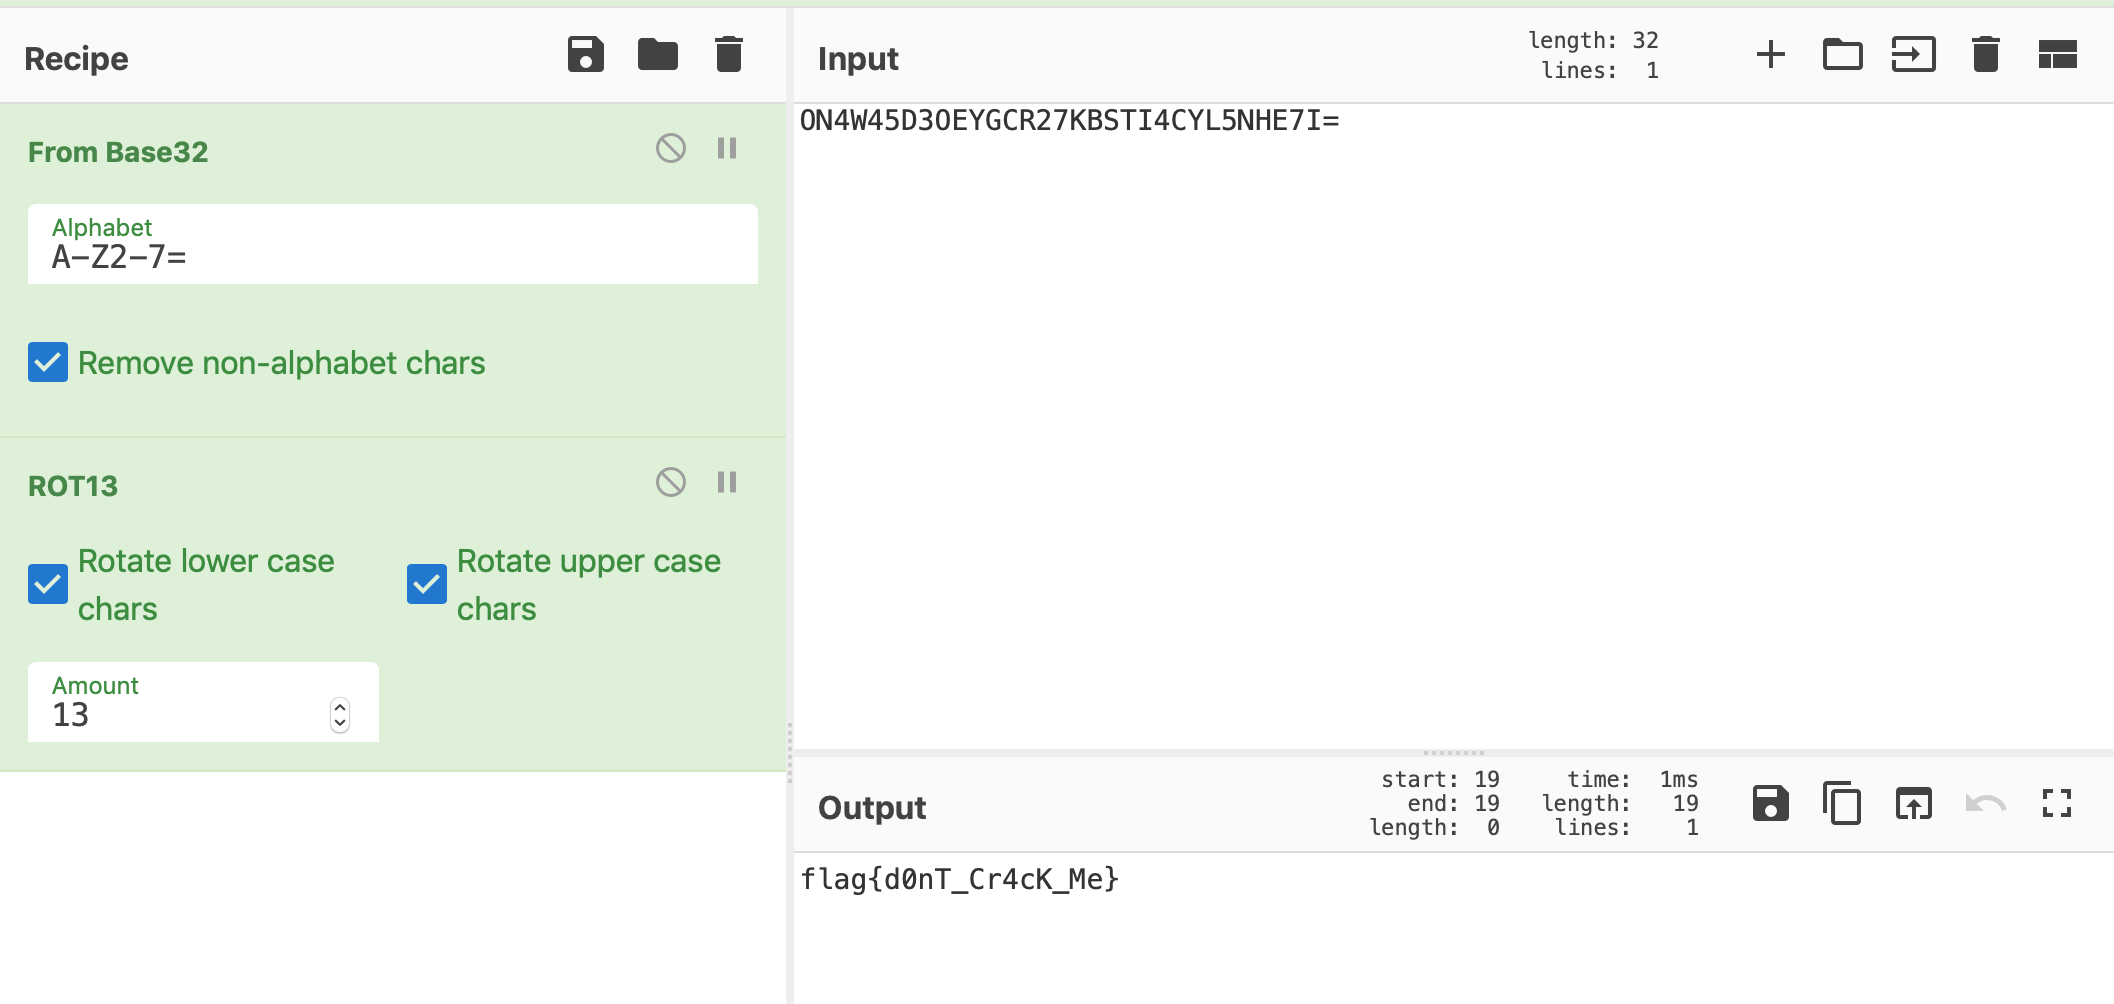 Recipe
From Base32
Alphabet
A-Z2-7=
Remove non-alphabet chars
ROT13
Rotate lower case
chars
Rotate upper case
chars
Amount
13
Input
length: 32
lines: 1
ON4W45D3OEYGCR27KBSTI4CYL5NHE7I=
Output
start: 19
end: 19
length: 0
time: 1ms
length: 19
lines: 1
flag{d0nT_Cr4cK_Me}